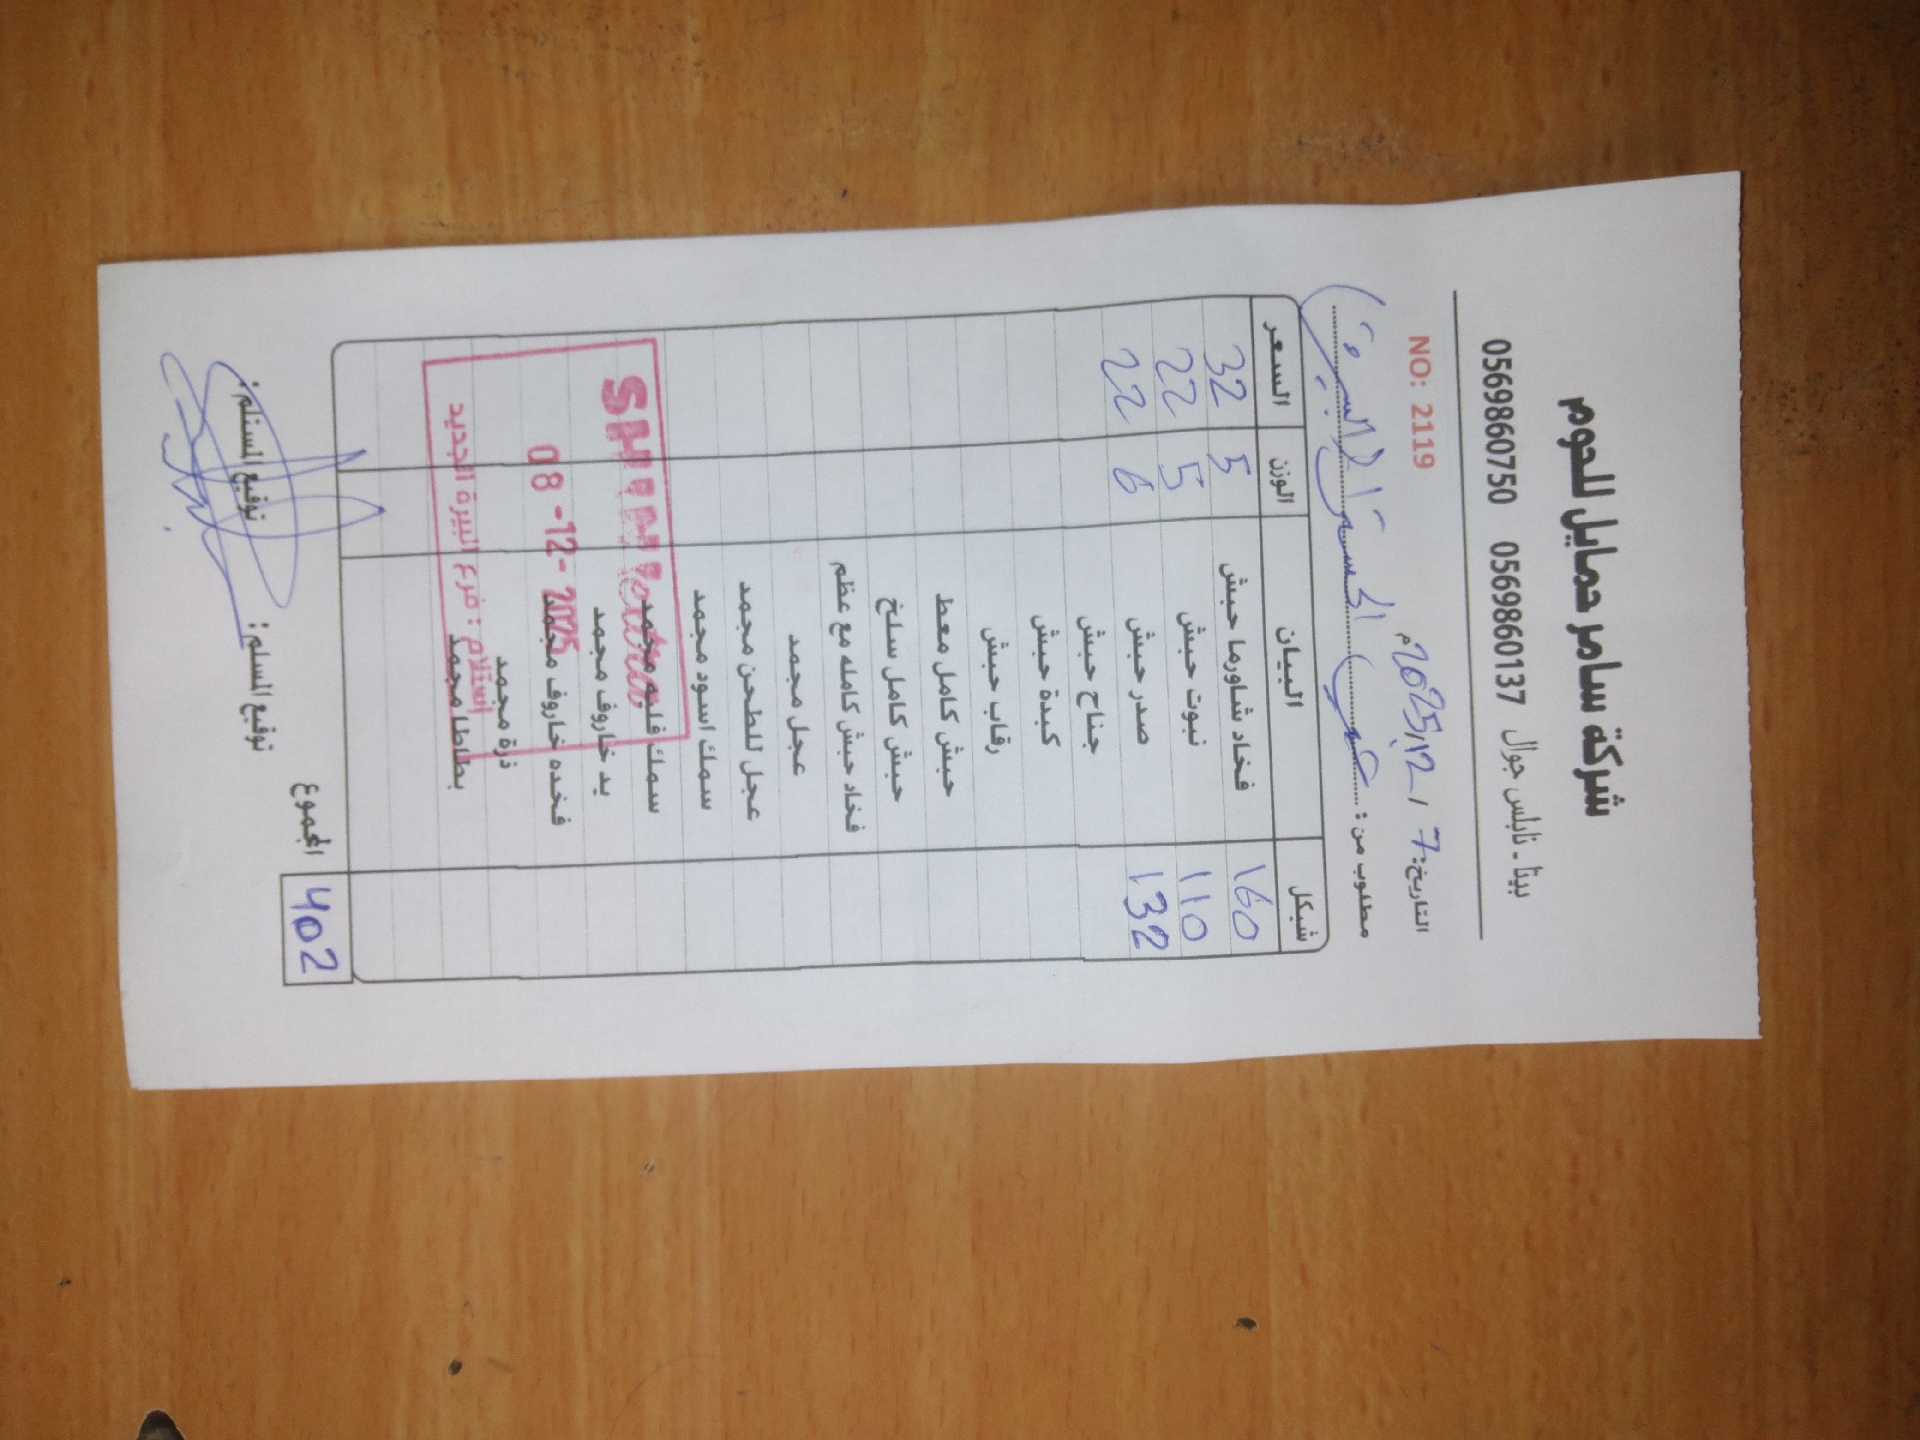 شركة سامر حمايل للحوم
بيتا - نابلس جوال 0569860137 0569860750
التاريخ: 7 / 12 / 2025م NO: 2119
مطلوب من:
شيكل البيان الوزن السعر
160 فخاد شاورما حبش 5 32
110 نبوت حبش 5 22
132 صدر حبش 6 22
جناح حبش
كبدة حبش
رقاب حبش
حبش كامل معط
حبش كامل سلخ
فخاد حبش كامله مع عظم
عجل مجمد
عجل للطحن مجمد
سمك اسود مجمد
سمك فليه مجمد
يد خاروف مجمد
فخده خاروف مجمد
ذرة مجمد
بطاطا مجمد
08-12-2025
استلام : فرع البيرة الجديد
المجموع 402
توقيع المسلم: توقيع المستلم: